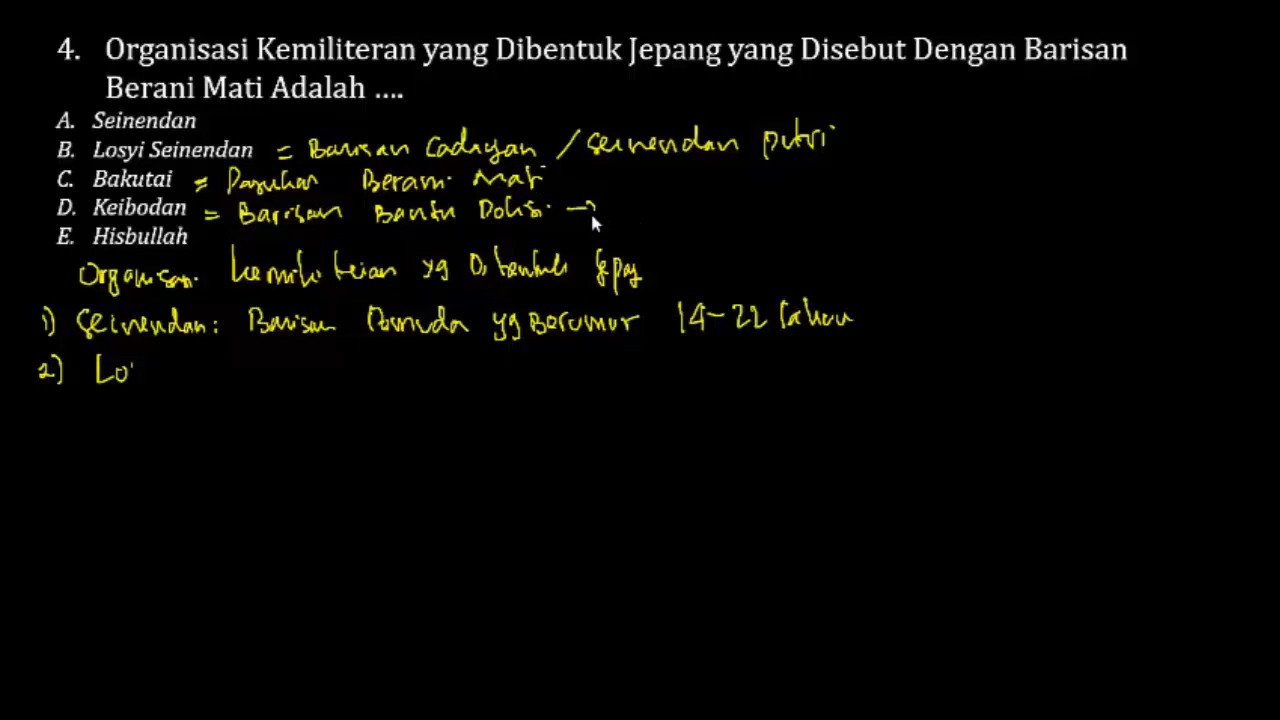 4. Organisasi Kemiliteran yang Dibentuk Jepang yang Disebut Dengan Barisan
Berani Mati Adalah ....
A. Seinendan
B. Losyi Seinendan = Barisan Cadangan / Seinendan putri
C. Bakutai = Pasukan Berani Mati
D. Keibodan = Barisan Bantu Polisi →
E. Hisbullah
Organisasi kemiliteran yg Dibentuk Jepang
1) Seinendan: Barisan Pemuda yg Berumur 14-22 tahun
2) Lo